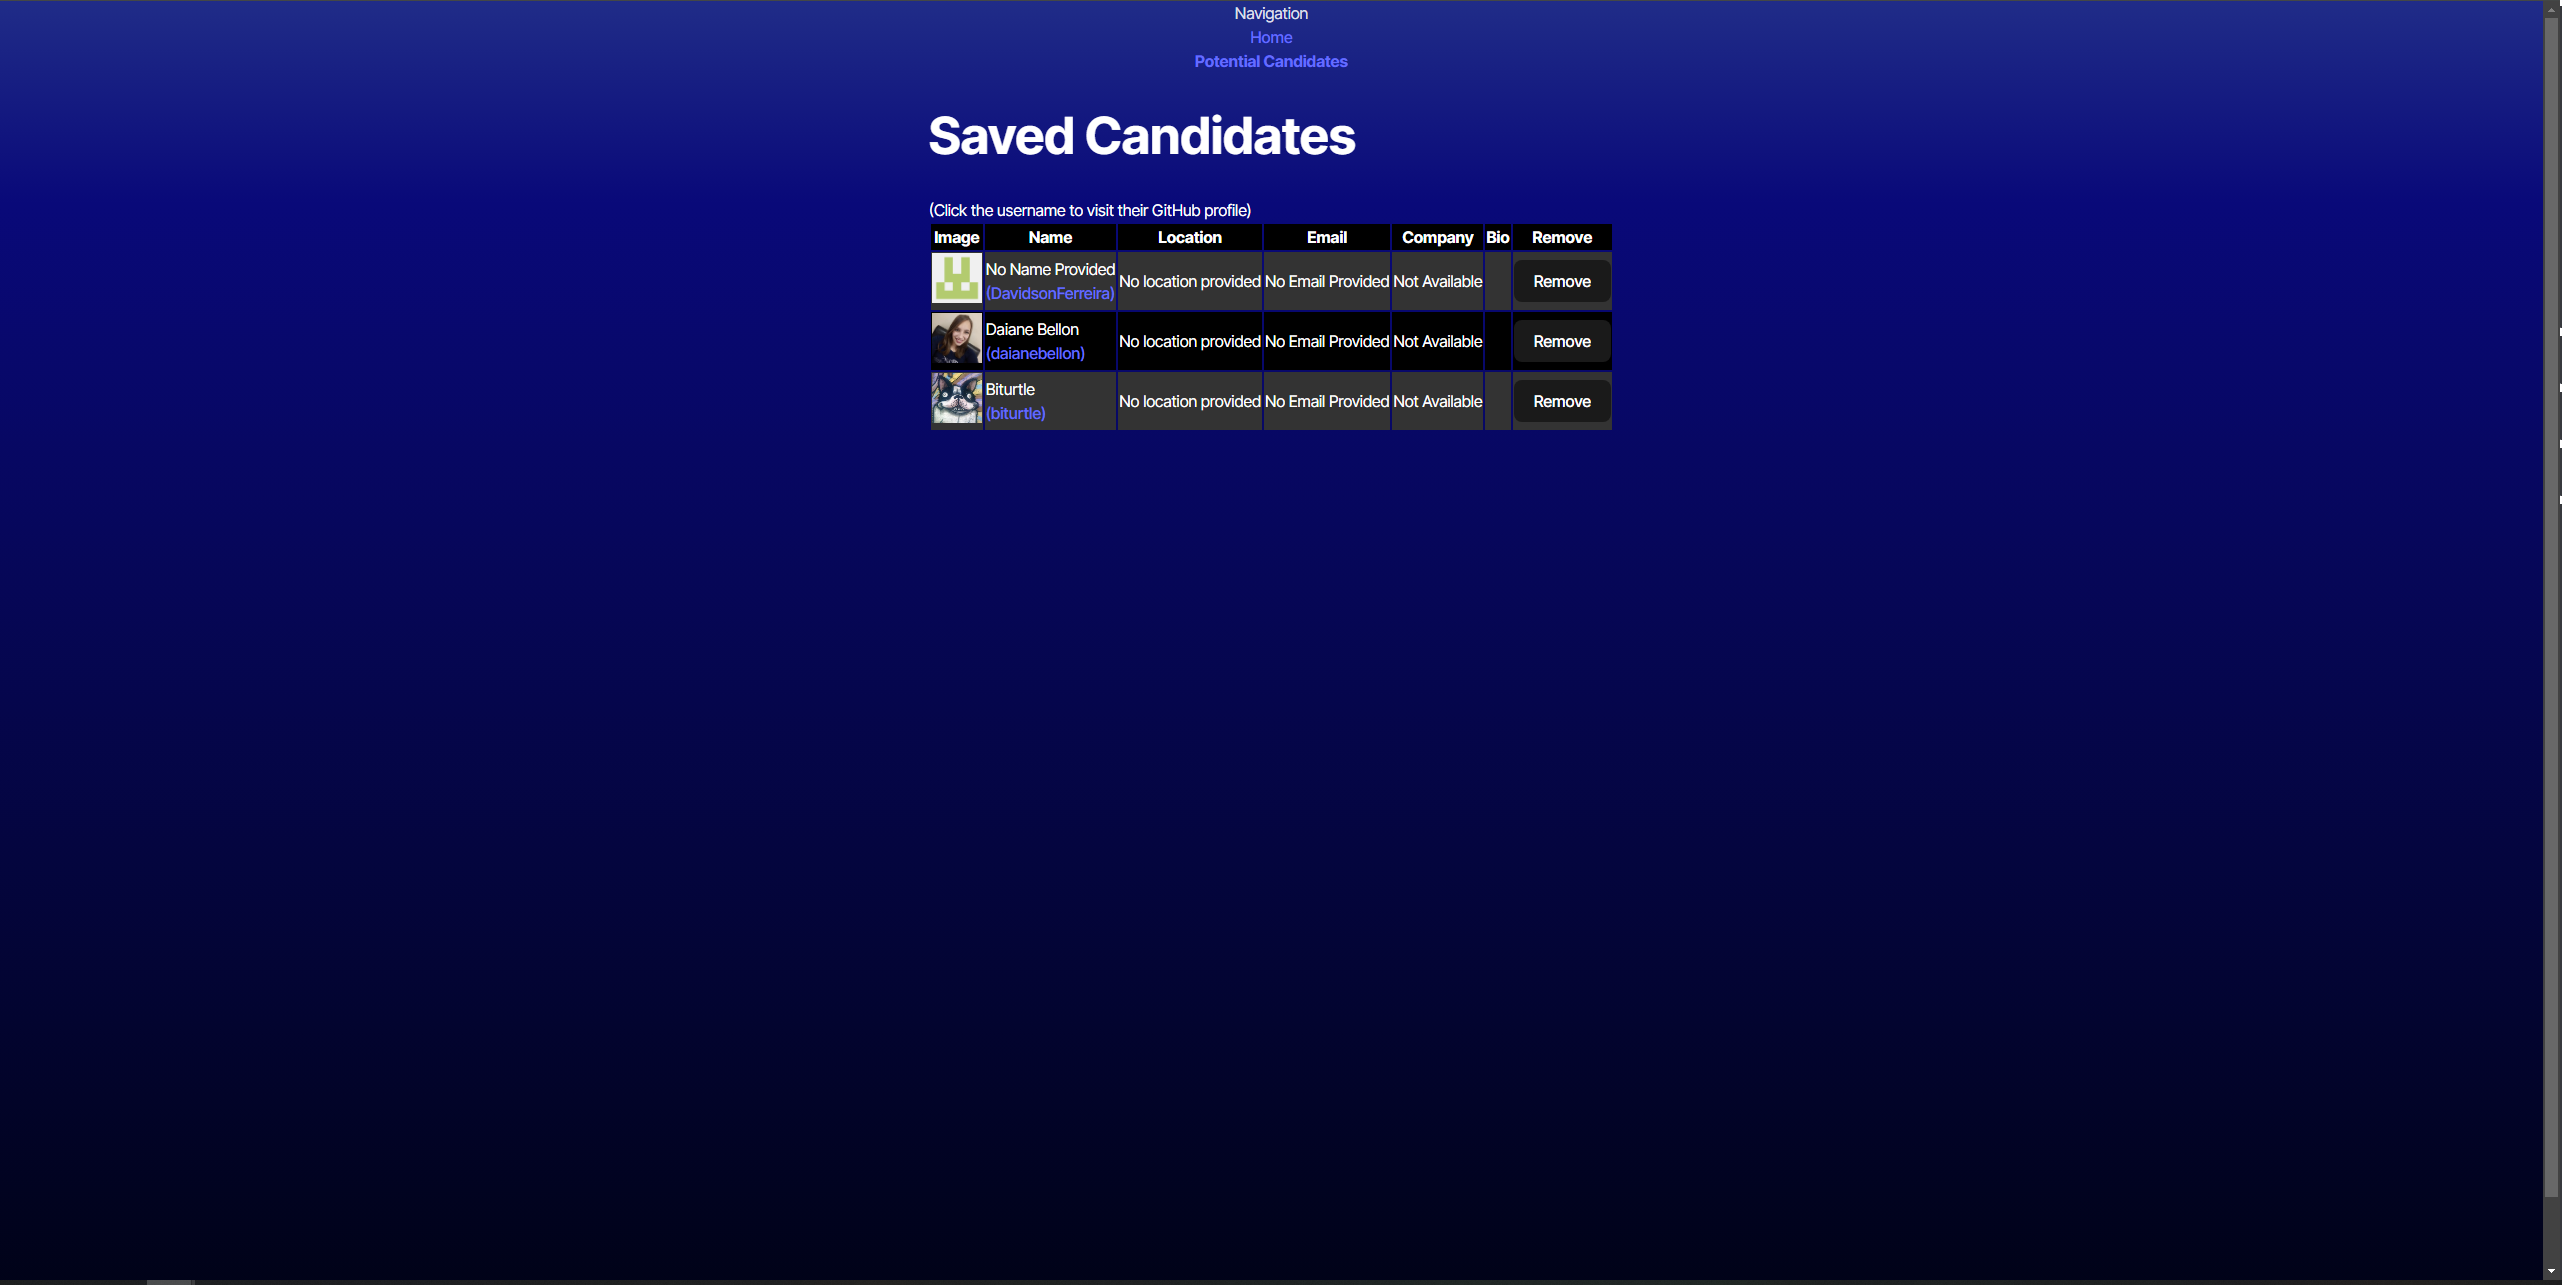 Navigation
Home
Potential Candidates
Saved Candidates
(Click the username to visit their GitHub profile)
Image Name Location Email Company Bio Remove
No Name Provided
(DavidsonFerreira)
No location provided No Email Provided Not Available Remove
Daiane Bellon
(daianebellon)
No location provided No Email Provided Not Available Remove
Biturtle
(biturtle)
No location provided No Email Provided Not Available Remove